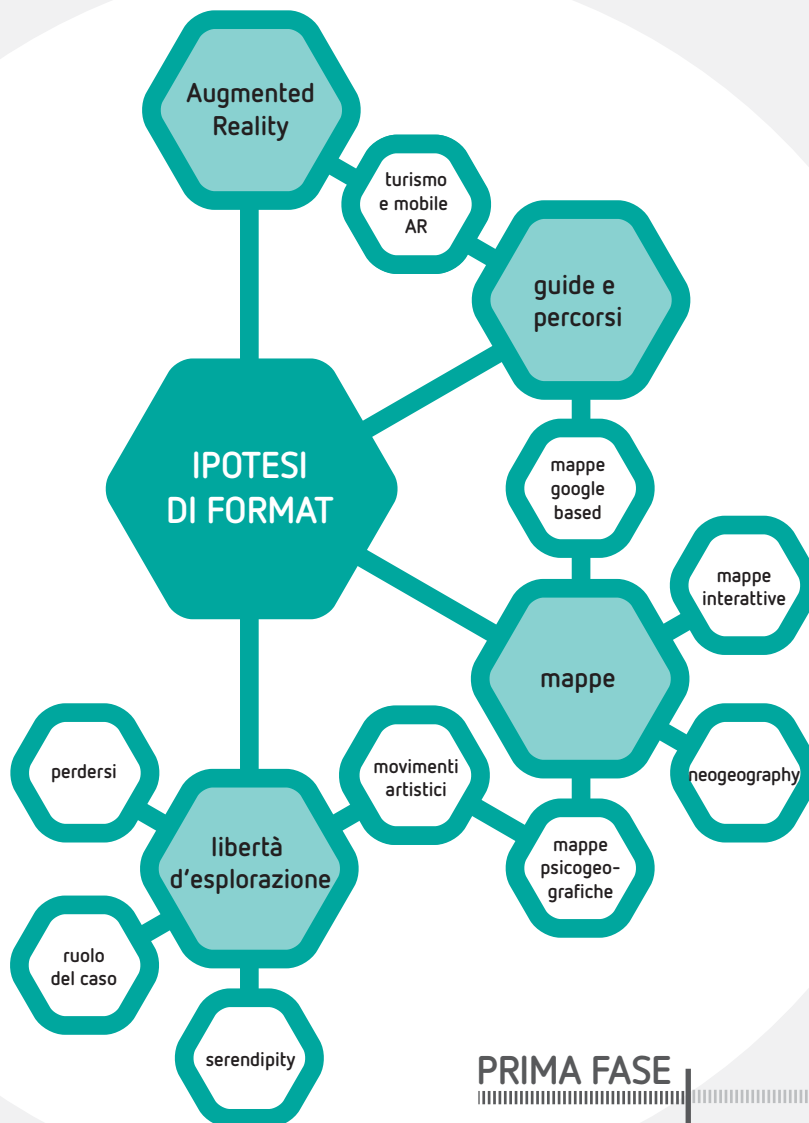 Augmented
Reality
turismo
e mobile
AR
guide e
percorsi
IPOTESI
DI FORMAT
mappe
google
based
mappe
interattive
mappe
neogeography
perdersi
movimenti
artistici
libertà
d'esplorazione
mappe
psicogeo-
grafiche
ruolo
del caso
serendipity
PRIMA FASE